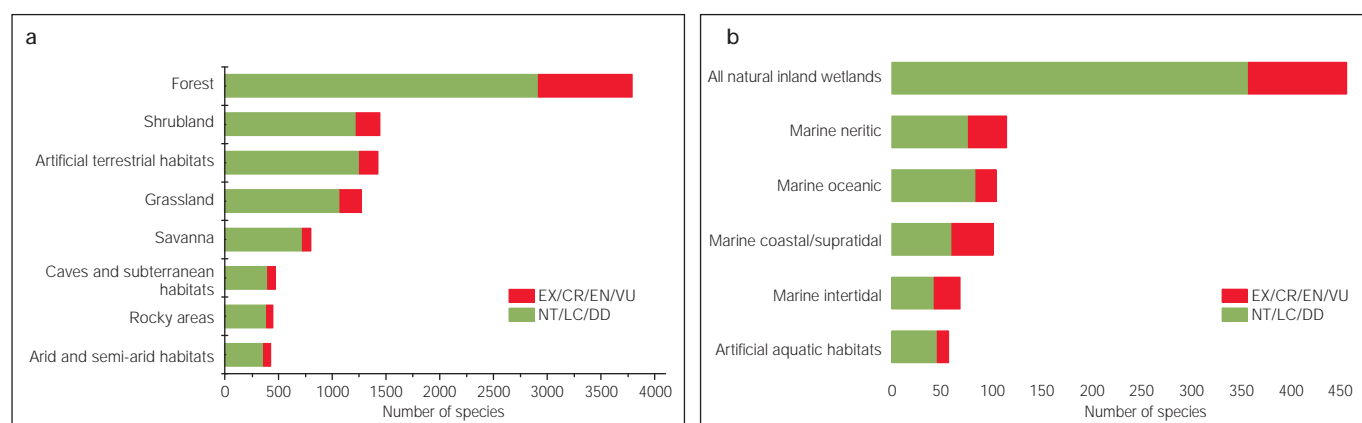 a
Forest
Shrubland
Artificial terrestrial habitats
Grassland
Savanna
Caves and subterranean
habitats
Rocky areas
Arid and semi-arid habitats
EX/CR/EN/VU
NT/LC/DD
0 500 1000 1500 2000 2500 3000 3500 4000
Number of species
b
All natural inland wetlands
Marine neritic
Marine oceanic
Marine coastal/supratidal
Marine intertidal
Artificial aquatic habitats
EX/CR/EN/VU
NT/LC/DD
0 50 100 150 200 250 300 350 400 450
Number of species